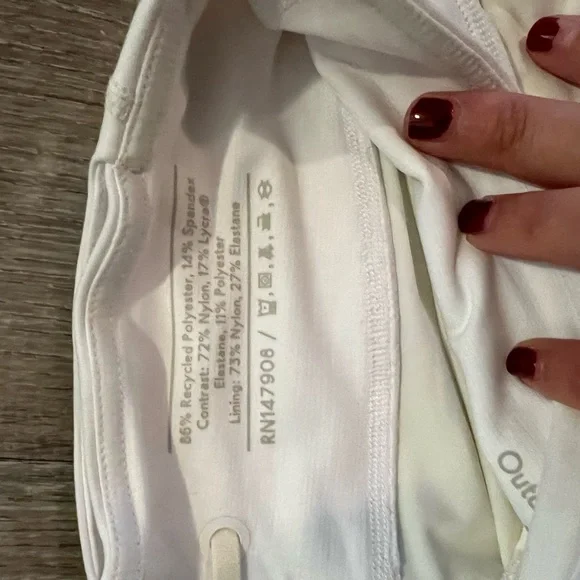 86% Recycled Polyester, 14% Spandex
Contrast: 72% Nylon, 17% Lycra®
Elastane, 11% Polyester
Lining: 73% Nylon, 27% Elastane
RN147908 /